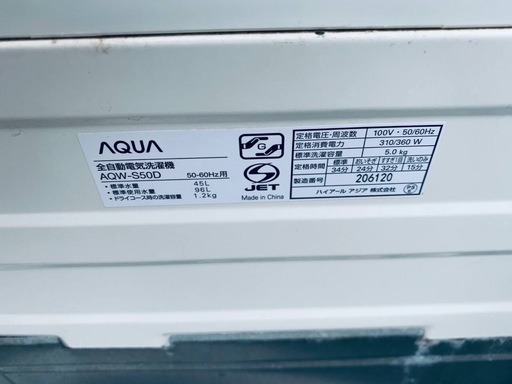 AQUA
全自動電気洗濯機
AQW-S50D 50-60Hz用
・標準水量 45L
・標準使用水量 96L
・ドライコース時の洗濯容量 1.2kg
G
S
JET
Made in China
定格電圧・周波数 100V・50/60Hz
定格消費電力 310/360 W
標準洗濯容量 5.0 kg
定格時間 標準 おいそぎ すすぎ1回 洗いのみ
34分 24分 32分 15分
製造番号 206120
ハイアール アジア 株式会社